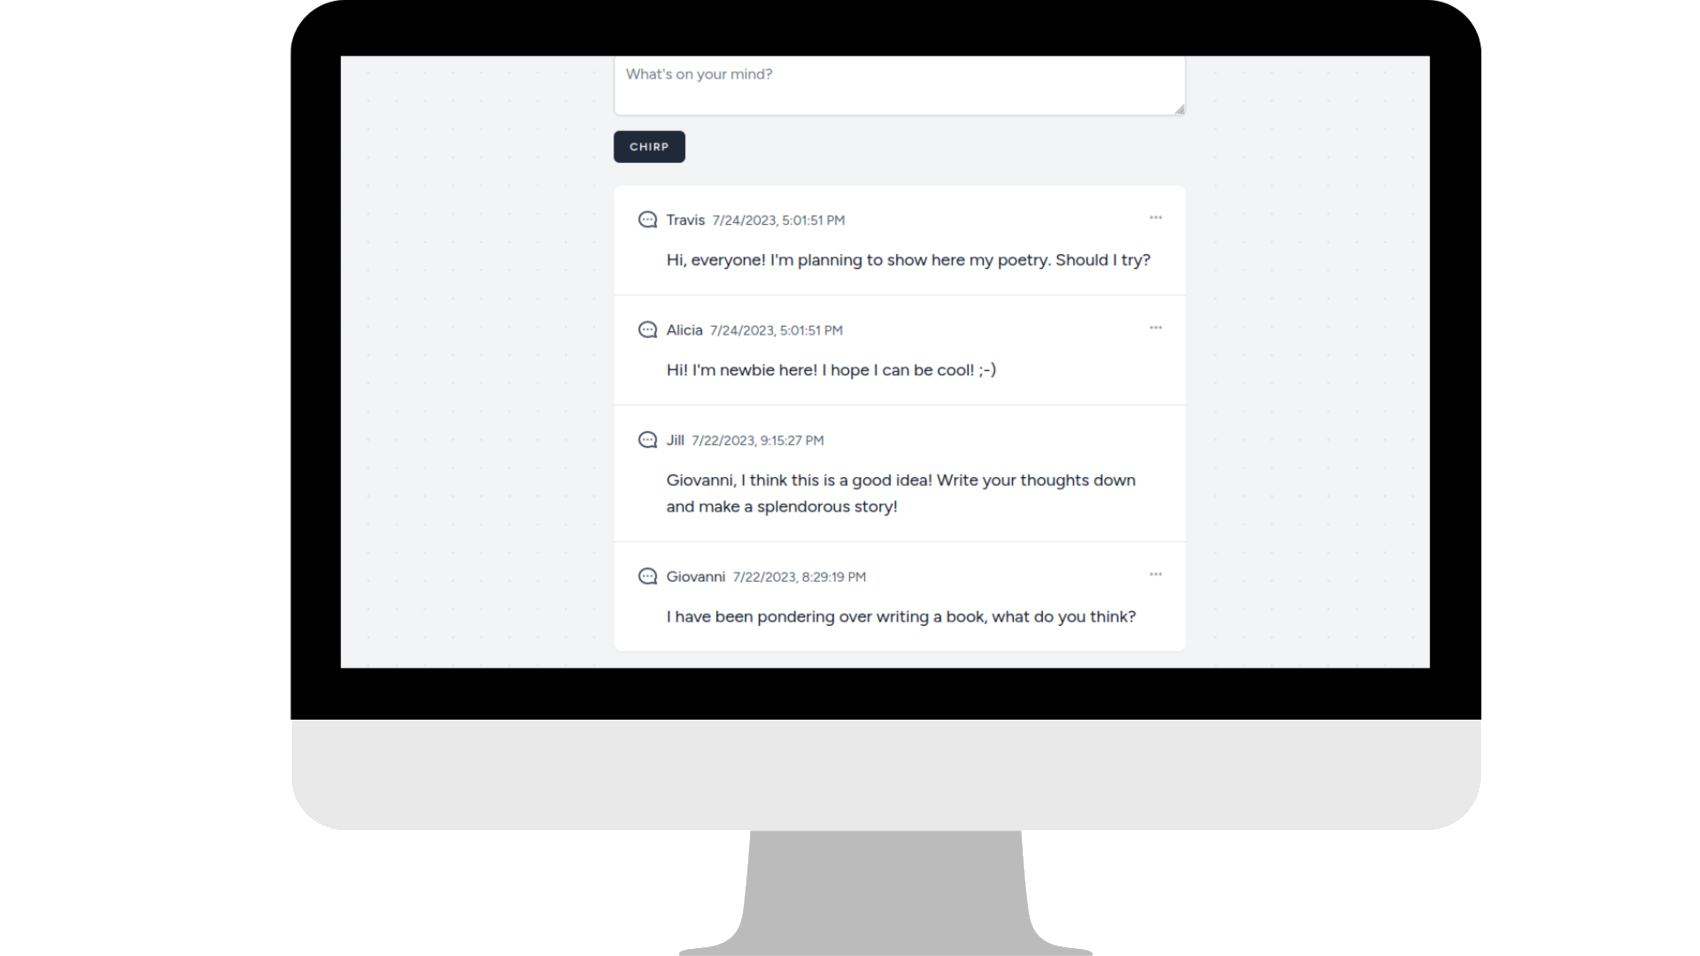 What's on your mind?
CHIRP
Travis 7/24/2023, 5:01:51 PM
Hi, everyone! I'm planning to show here my poetry. Should I try?
Alicia 7/24/2023, 5:01:51 PM
Hi! I'm newbie here! I hope I can be cool! ;-)
Jill 7/22/2023, 9:15:27 PM
Giovanni, I think this is a good idea! Write your thoughts down
and make a splendorous story!
Giovanni 7/22/2023, 8:29:19 PM
I have been pondering over writing a book, what do you think?